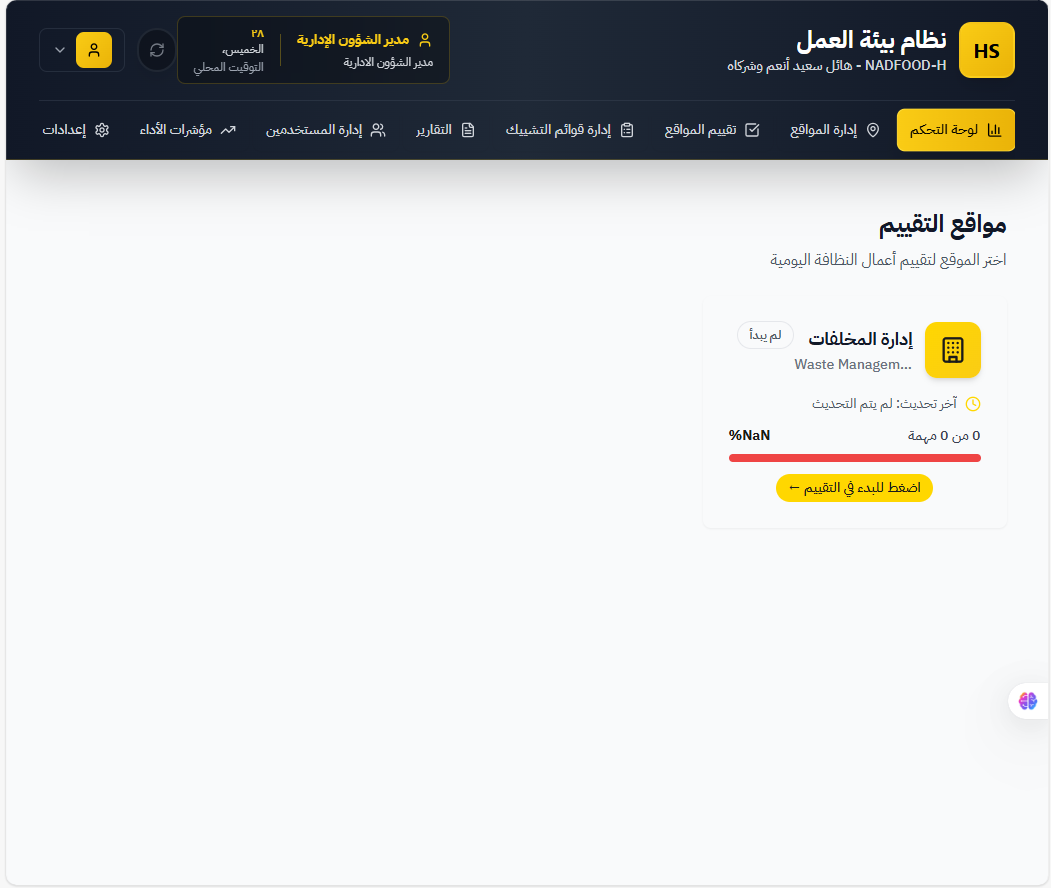 HS
نظام بيئة العمل
NADFOOD-H - هائل سعيد أنعم وشركاه
مدير الشؤون الإدارية
مدير الشؤون الادارية
٢٨
الخميس،
التوقيت المحلي
لوحة التحكم
إدارة المواقع
تقييم المواقع
إدارة قوائم التشييك
التقارير
إدارة المستخدمين
مؤشرات الأداء
إعدادات
مواقع التقييم
اختر الموقع لتقييم أعمال النظافة اليومية
إدارة المخلفات
لم يبدأ
Waste Managem...
آخر تحديث: لم يتم التحديث
0 من 0 مهمة
%NaN
اضغط للبدء في التقييم ←